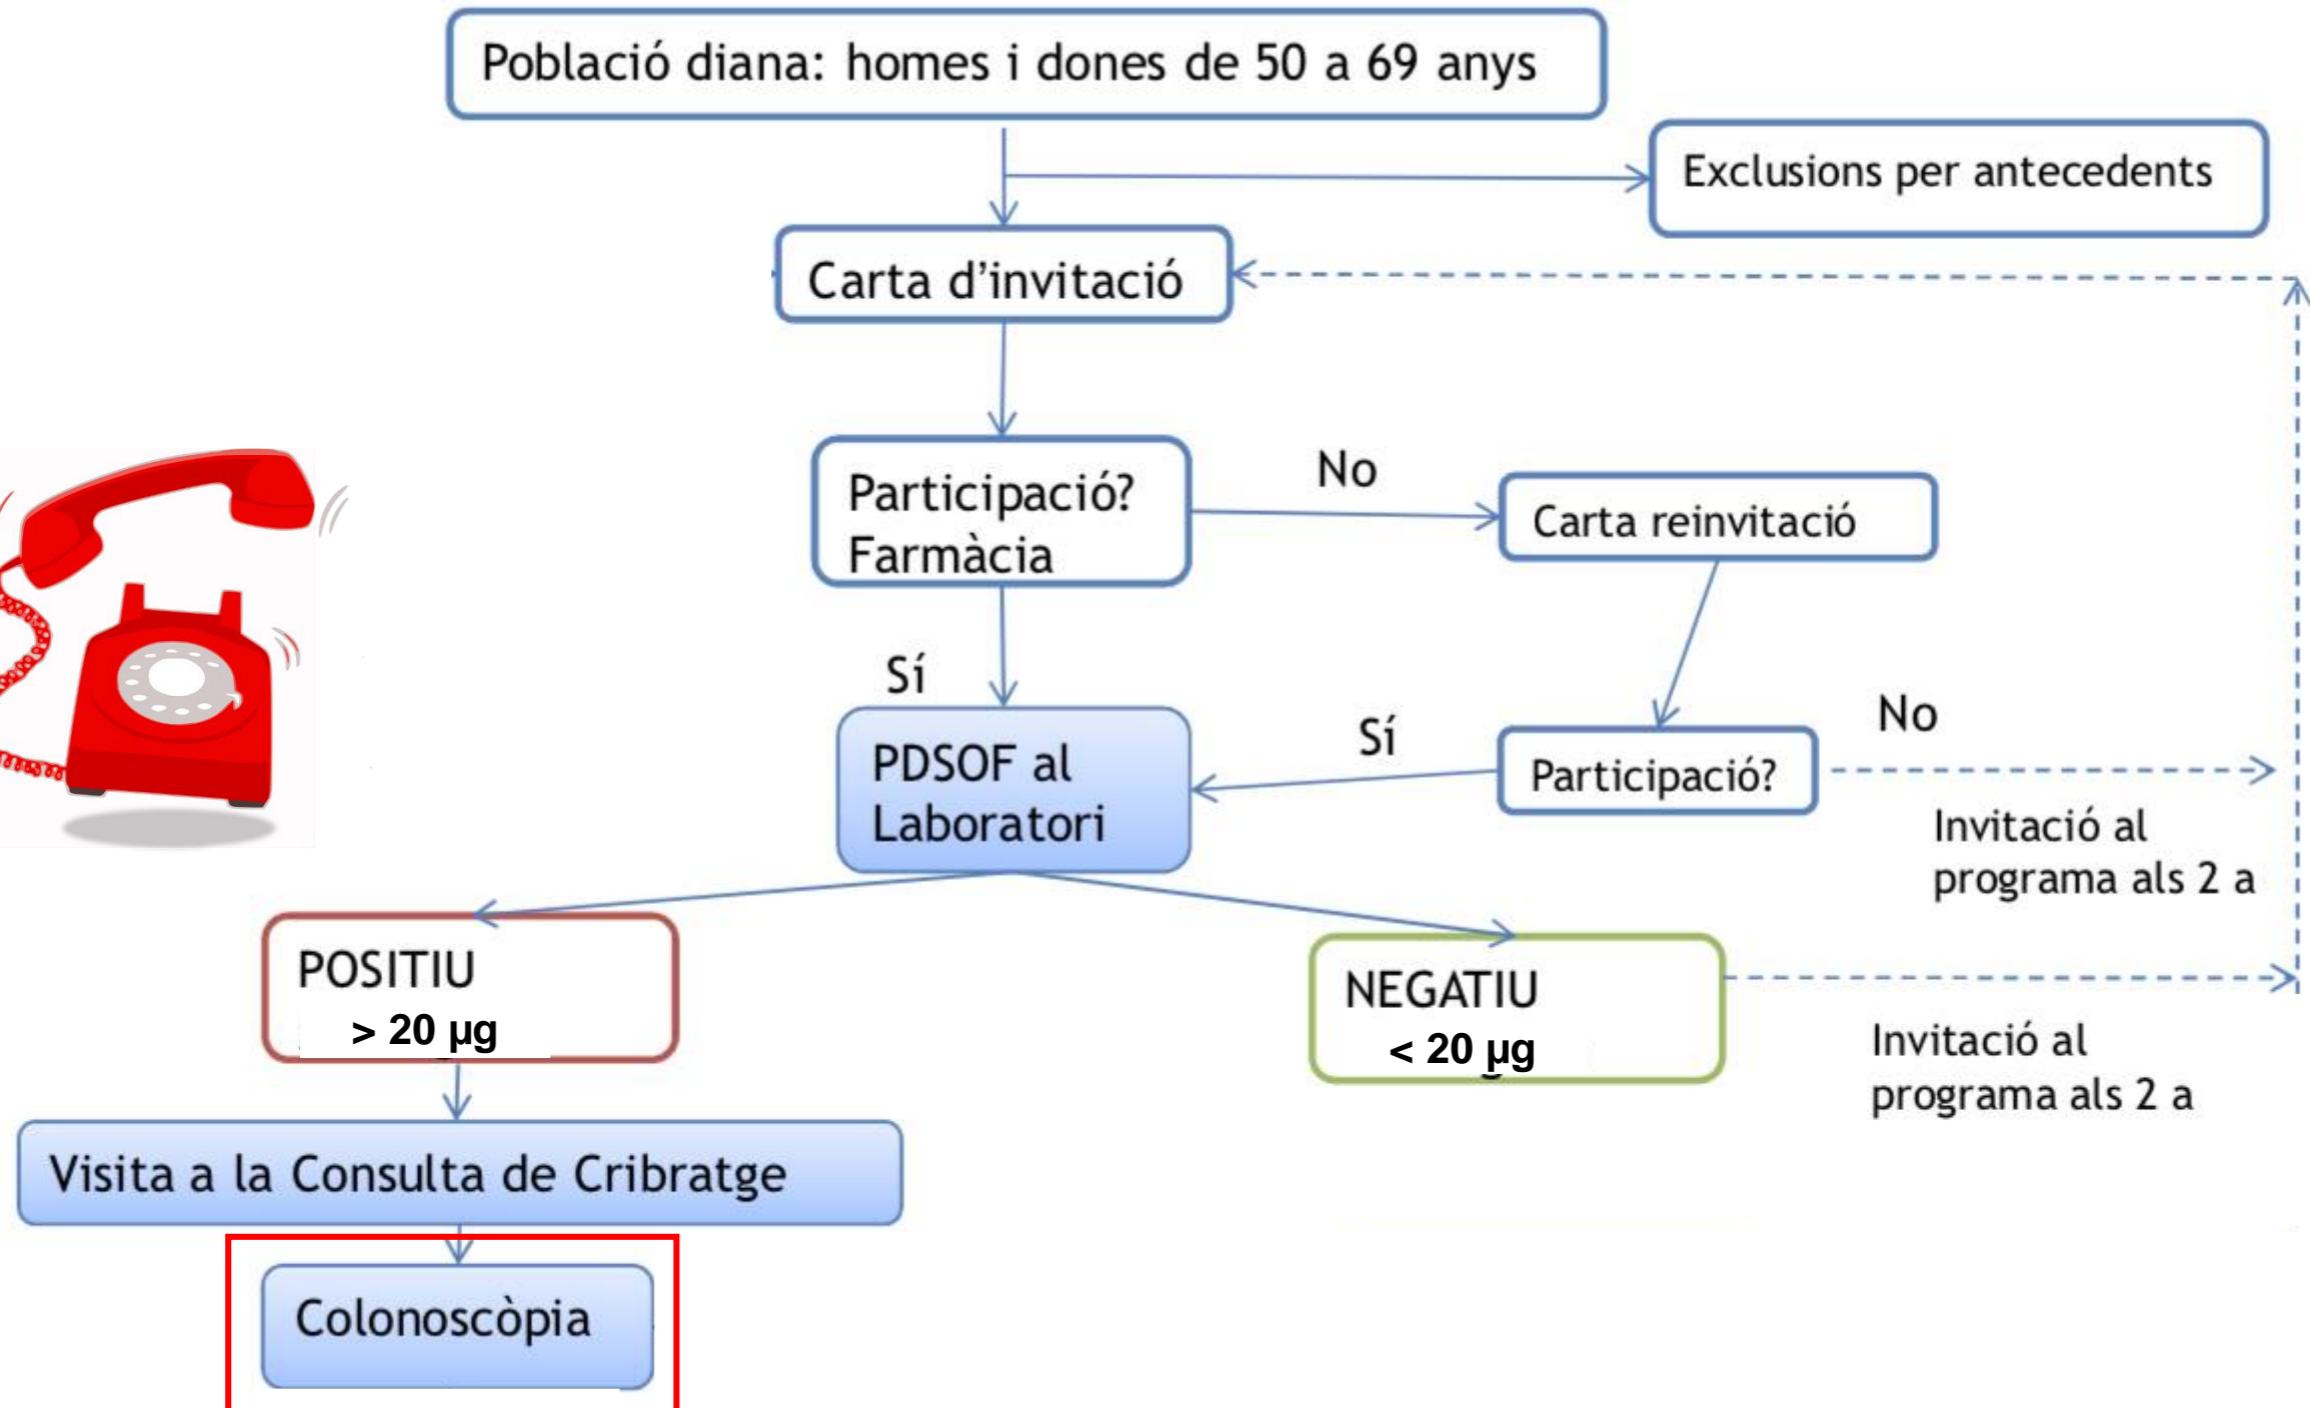 Població diana: homes i dones de 50 a 69 anys
Exclusions per antecedents
Carta d'invitació
Participació?
Farmàcia
No
Carta reinvitació
Sí
PDSOF al
Laboratori
Sí
Participació?
No
Invitació al
programa als 2 a
POSITIU
> 20 µg
NEGATIU
< 20 µg
Invitació al
programa als 2 a
Visita a la Consulta de Cribratge
Colonoscòpia